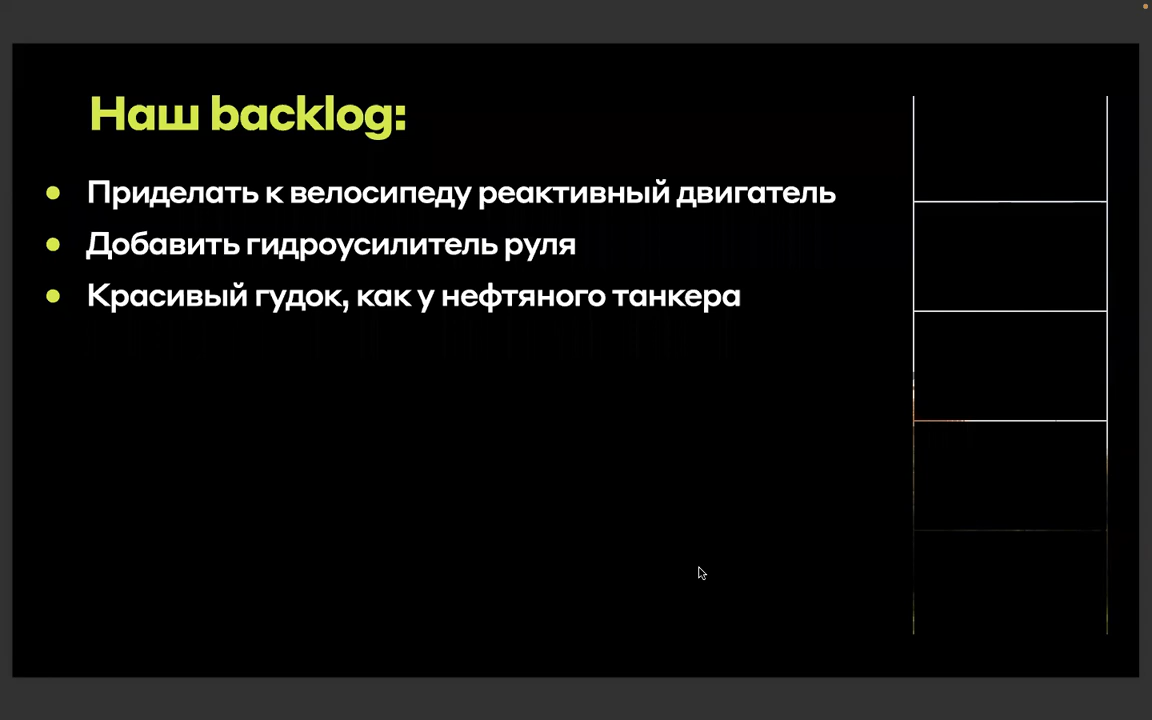 Наш backlog:
Приделать к велосипеду реактивный двигатель
Добавить гидроусилитель руля
Красивый гудок, как у нефтяного танкера